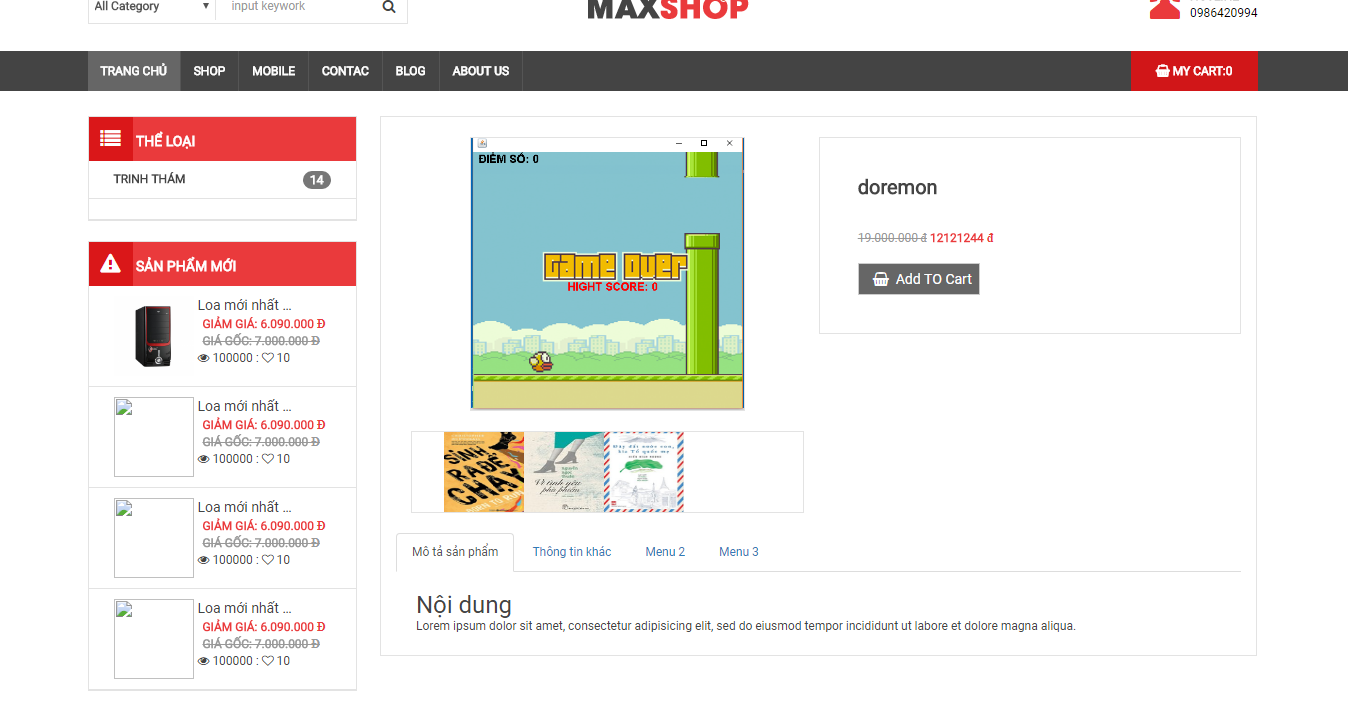 All Category
input keywork
MAXSHOP
0986420994
TRANG CHỦ
SHOP
MOBILE
CONTAC
BLOG
ABOUT US
MY CART:0
THỂ LOẠI
TRINH THÁM
14
SẢN PHẨM MỚI
Loa mới nhất ...
GIẢM GIÁ: 6.090.000 Đ
GIÁ GỐC: 7.000.000 Đ
100000 : 10
Loa mới nhất ...
GIẢM GIÁ: 6.090.000 Đ
GIÁ GỐC: 7.000.000 Đ
100000 : 10
Loa mới nhất ...
GIẢM GIÁ: 6.090.000 Đ
GIÁ GỐC: 7.000.000 Đ
100000 : 10
Loa mới nhất ...
GIẢM GIÁ: 6.090.000 Đ
GIÁ GỐC: 7.000.000 Đ
100000 : 10
ĐIỂM SỐ: 0
Game Over
HIGHT SCORE: 0
doremon
19.000.000 đ 12121244 đ
Add TO Cart
SINH
RA ĐỂ
CHẠY
Mô tả sản phẩm
Thông tin khác
Menu 2
Menu 3
Nội dung
Lorem ipsum dolor sit amet, consectetur adipisicing elit, sed do eiusmod tempor incididunt ut labore et dolore magna aliqua.